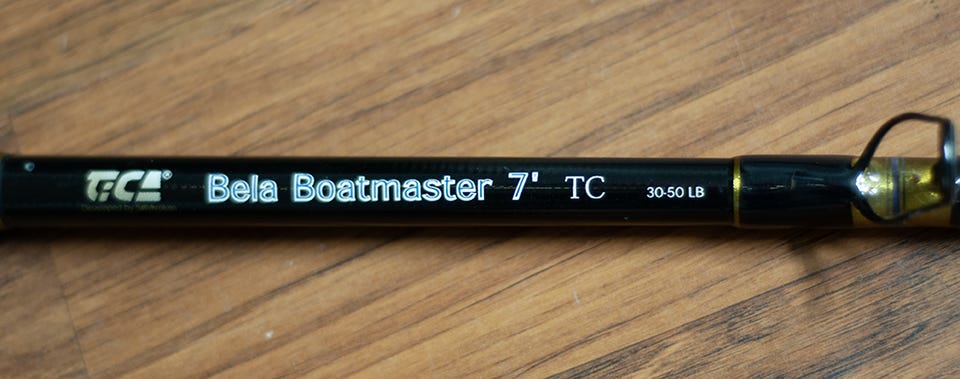 TiCA®
Bela Boatmaster 7' TC 30-50 LB